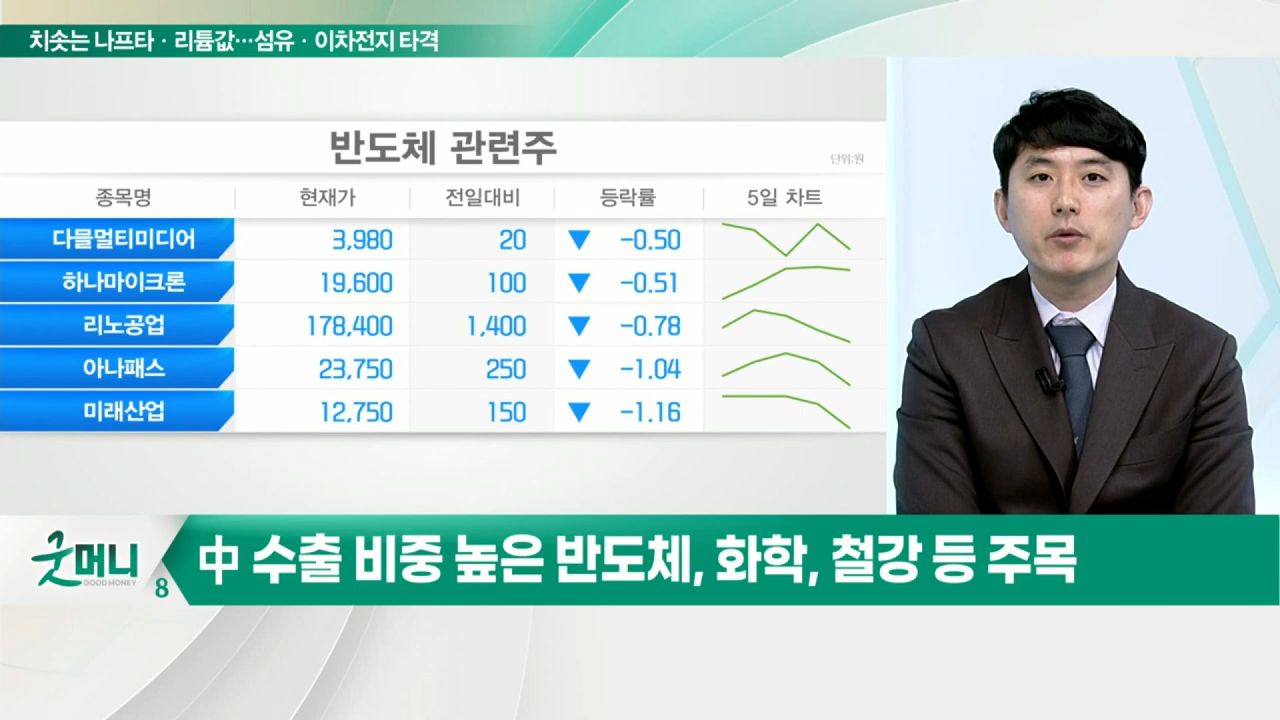 치솟는 나프타 · 리튬값…섬유 · 이차전지 타격
반도체 관련주
단위:원
종목명 현재가 전일대비 등락률 5일 차트
다믈멀티미디어 3,980 20 ▼ -0.50
하나마이크론 19,600 100 ▼ -0.51
리노공업 178,400 1,400 ▼ -0.78
아나패스 23,750 250 ▼ -1.04
미래산업 12,750 150 ▼ -1.16
굿머니
GOOD MONEY
8
中 수출 비중 높은 반도체, 화학, 철강 등 주목